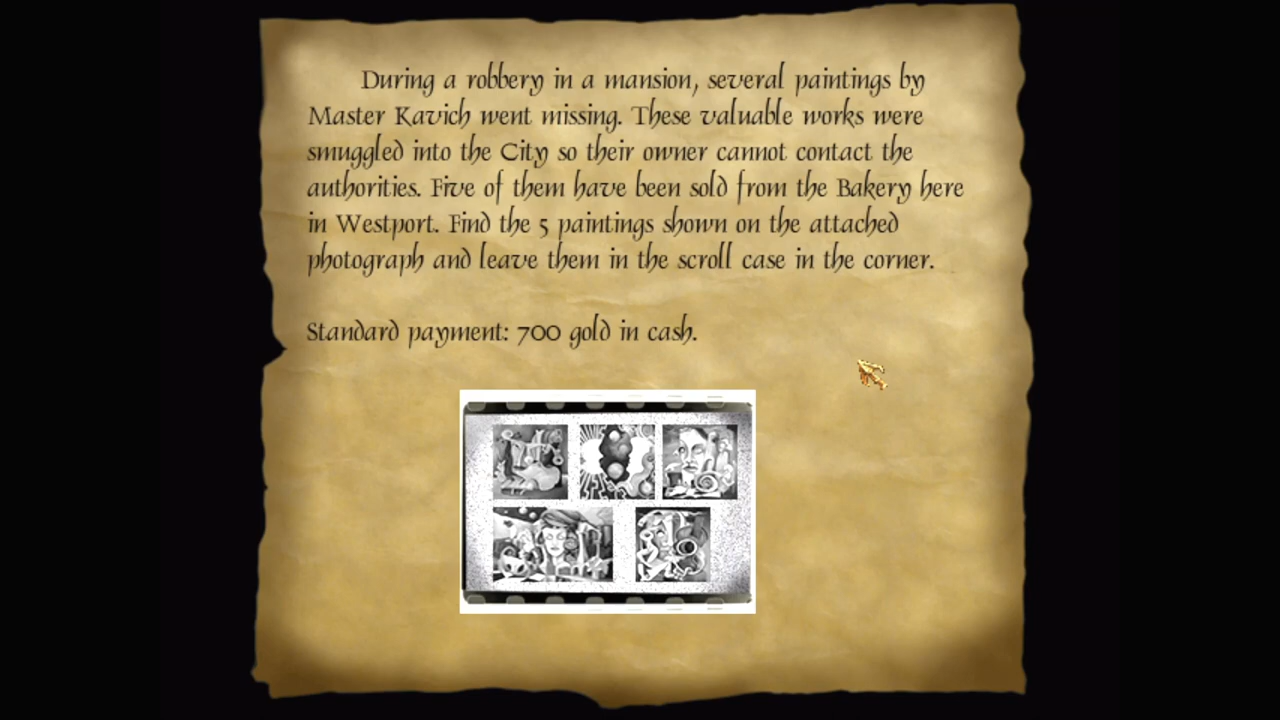 During a robbery in a mansion, several paintings by
Master Kavich went missing. These valuable works were
smuggled into the City so their owner cannot contact the
authorities. Five of them have been sold from the Bakery here
in Westport. Find the 5 paintings shown on the attached
photograph and leave them in the scroll case in the corner.
Standard payment: 700 gold in cash.